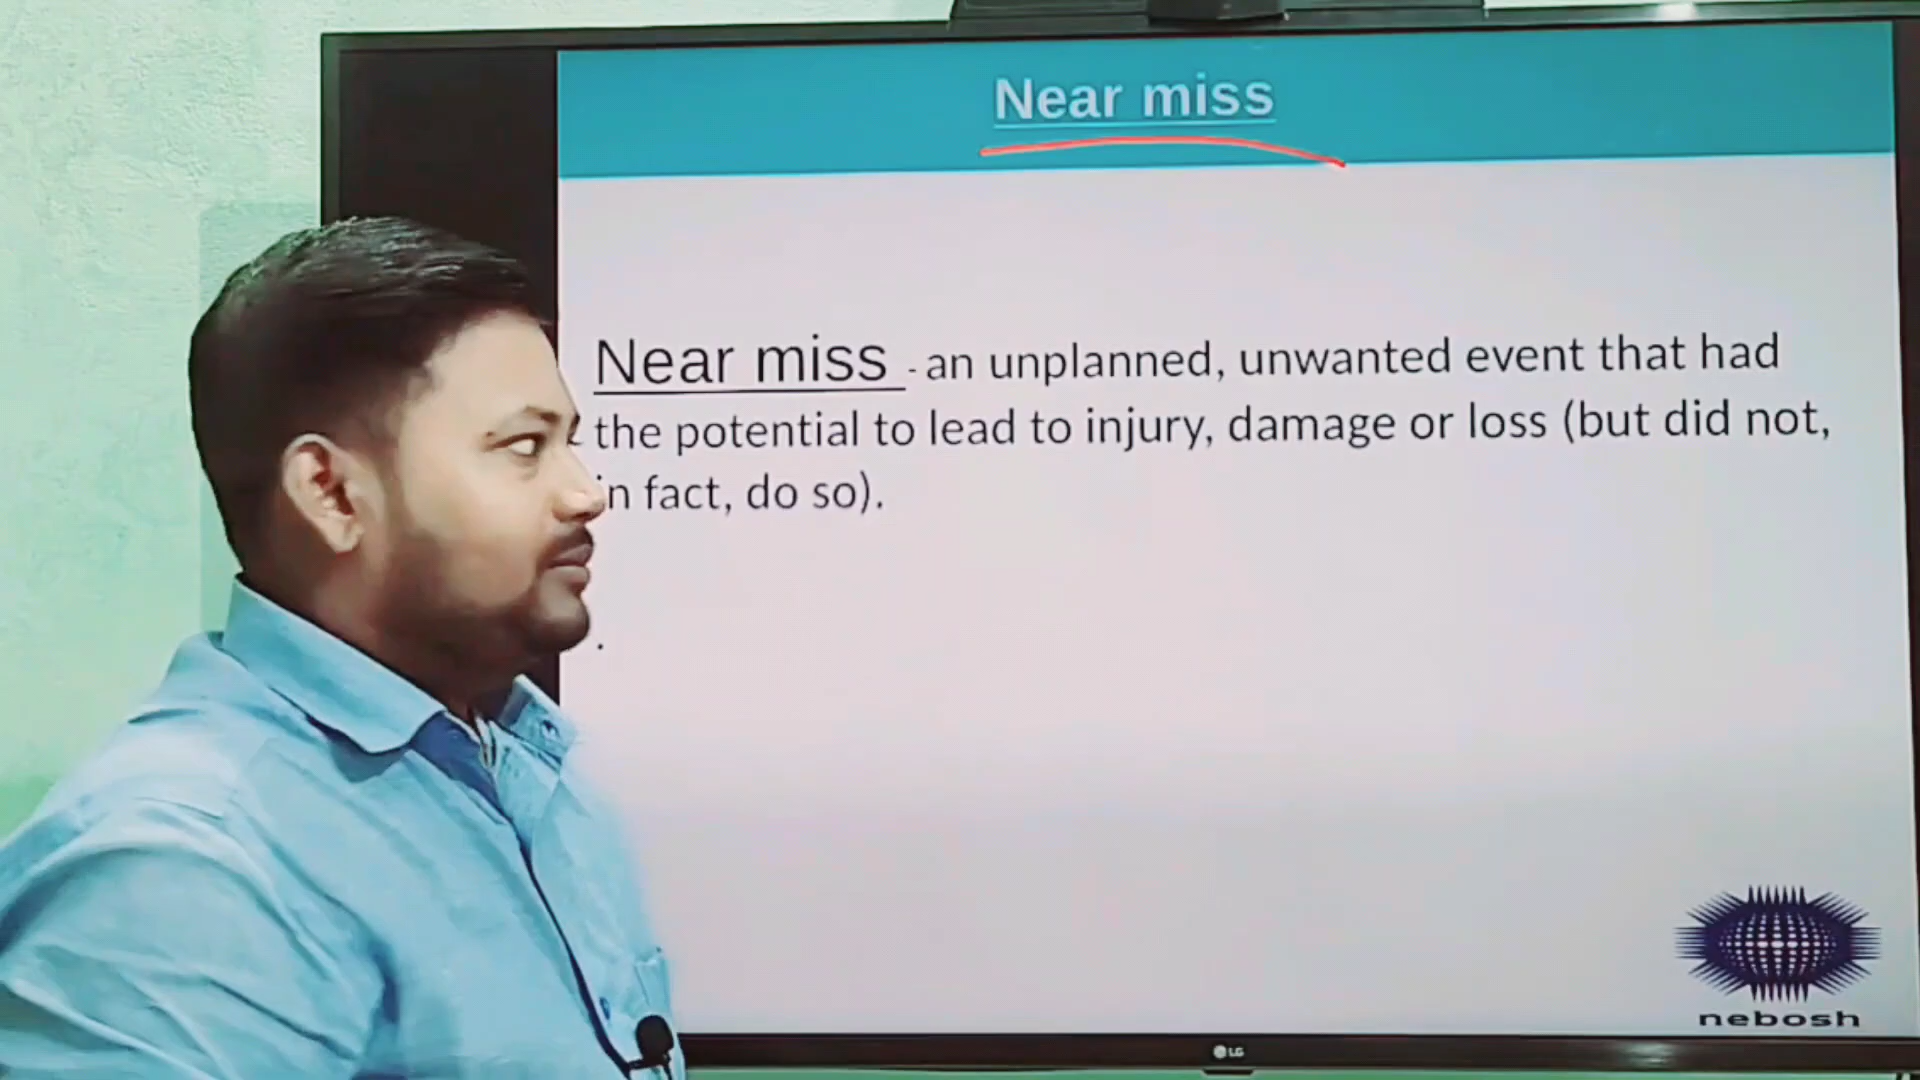 Near miss
Near miss - an unplanned, unwanted event that had
the potential to lead to injury, damage or loss (but did not,
in fact, do so).
.
nebosh
LG